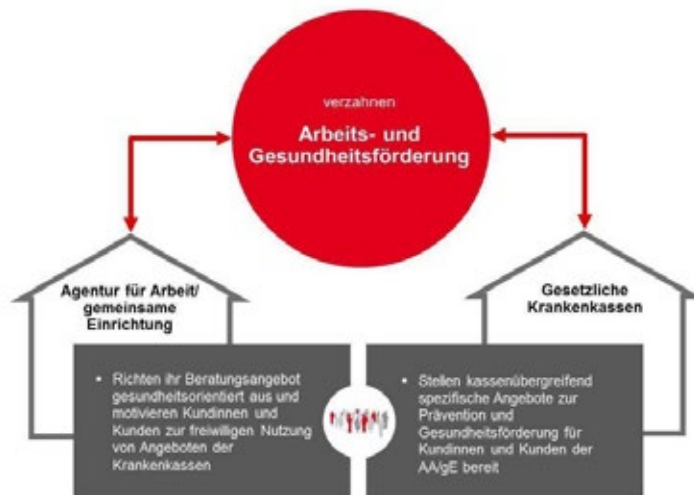 verzahnen
Arbeits- und
Gesundheitsförderung
Agentur für Arbeit/
gemeinsame
Einrichtung
Gesetzliche
Krankenkassen
• Richten ihr Beratungsangebot
gesundheitsorientiert aus und
motivieren Kundinnen und
Kunden zur freiwilligen Nutzung
von Angeboten der
Krankenkassen
• Stellen kassenübergreifend
spezifische Angebote zur
Prävention und
Gesundheitsförderung für
Kundinnen und Kunden der
AA/gE bereit